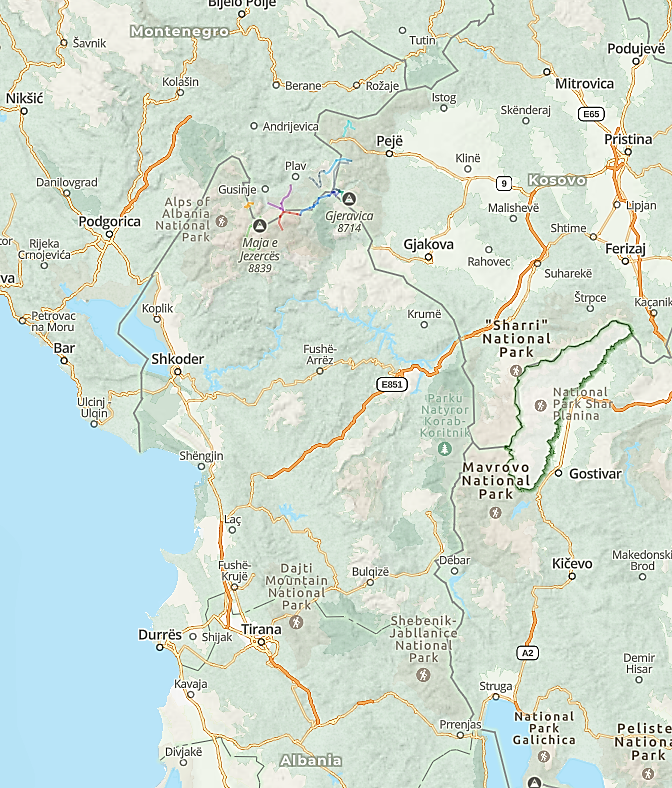 Bijelo Polje
Montenegro
Šavnik
Tutin
Podujevë
Kolašin
Berane
Rožaje
Mitrovica
Nikšić
Istog
Skënderaj
E65
Andrijevica
Pejë
Pristina
Plav
Klinë
Danilovgrad
Gusinje
9
Kosovo
Alps of
Albania
National
Park
Gjeravica
8714
Malishevë
Lipjan
Podgorica
Maja e
Jezercës
8839
Shtime
Rijeka
Crnojevića
Gjakova
Rahovec
Ferizaj
Suharekë
Petrovac
na Moru
Koplik
Krumë
Štrpce
Kaçanik
"Sharri"
National
Park
Bar
Shkoder
Fushë-
Arrëz
E851
Ulcinj -
Ulqin
Parku
Natyror
Korab-
Koritnik
National
Park Shar
Planina
Shëngjin
Mavrovo
National
Park
Gostivar
Laç
Debar
Kičevo
Makedonski
Brod
Fushë-
Krujë
Dajti
Mountain
National
Park
Bulqizë
Durrës
Shijak
Tirana
Shebenik-
Jabllanice
National
Park
A2
Demir
Hisar
Kavaja
Struga
National
Park
Galichica
Prrenjas
Peliste
Nationa
Park
Divjakë
Albania